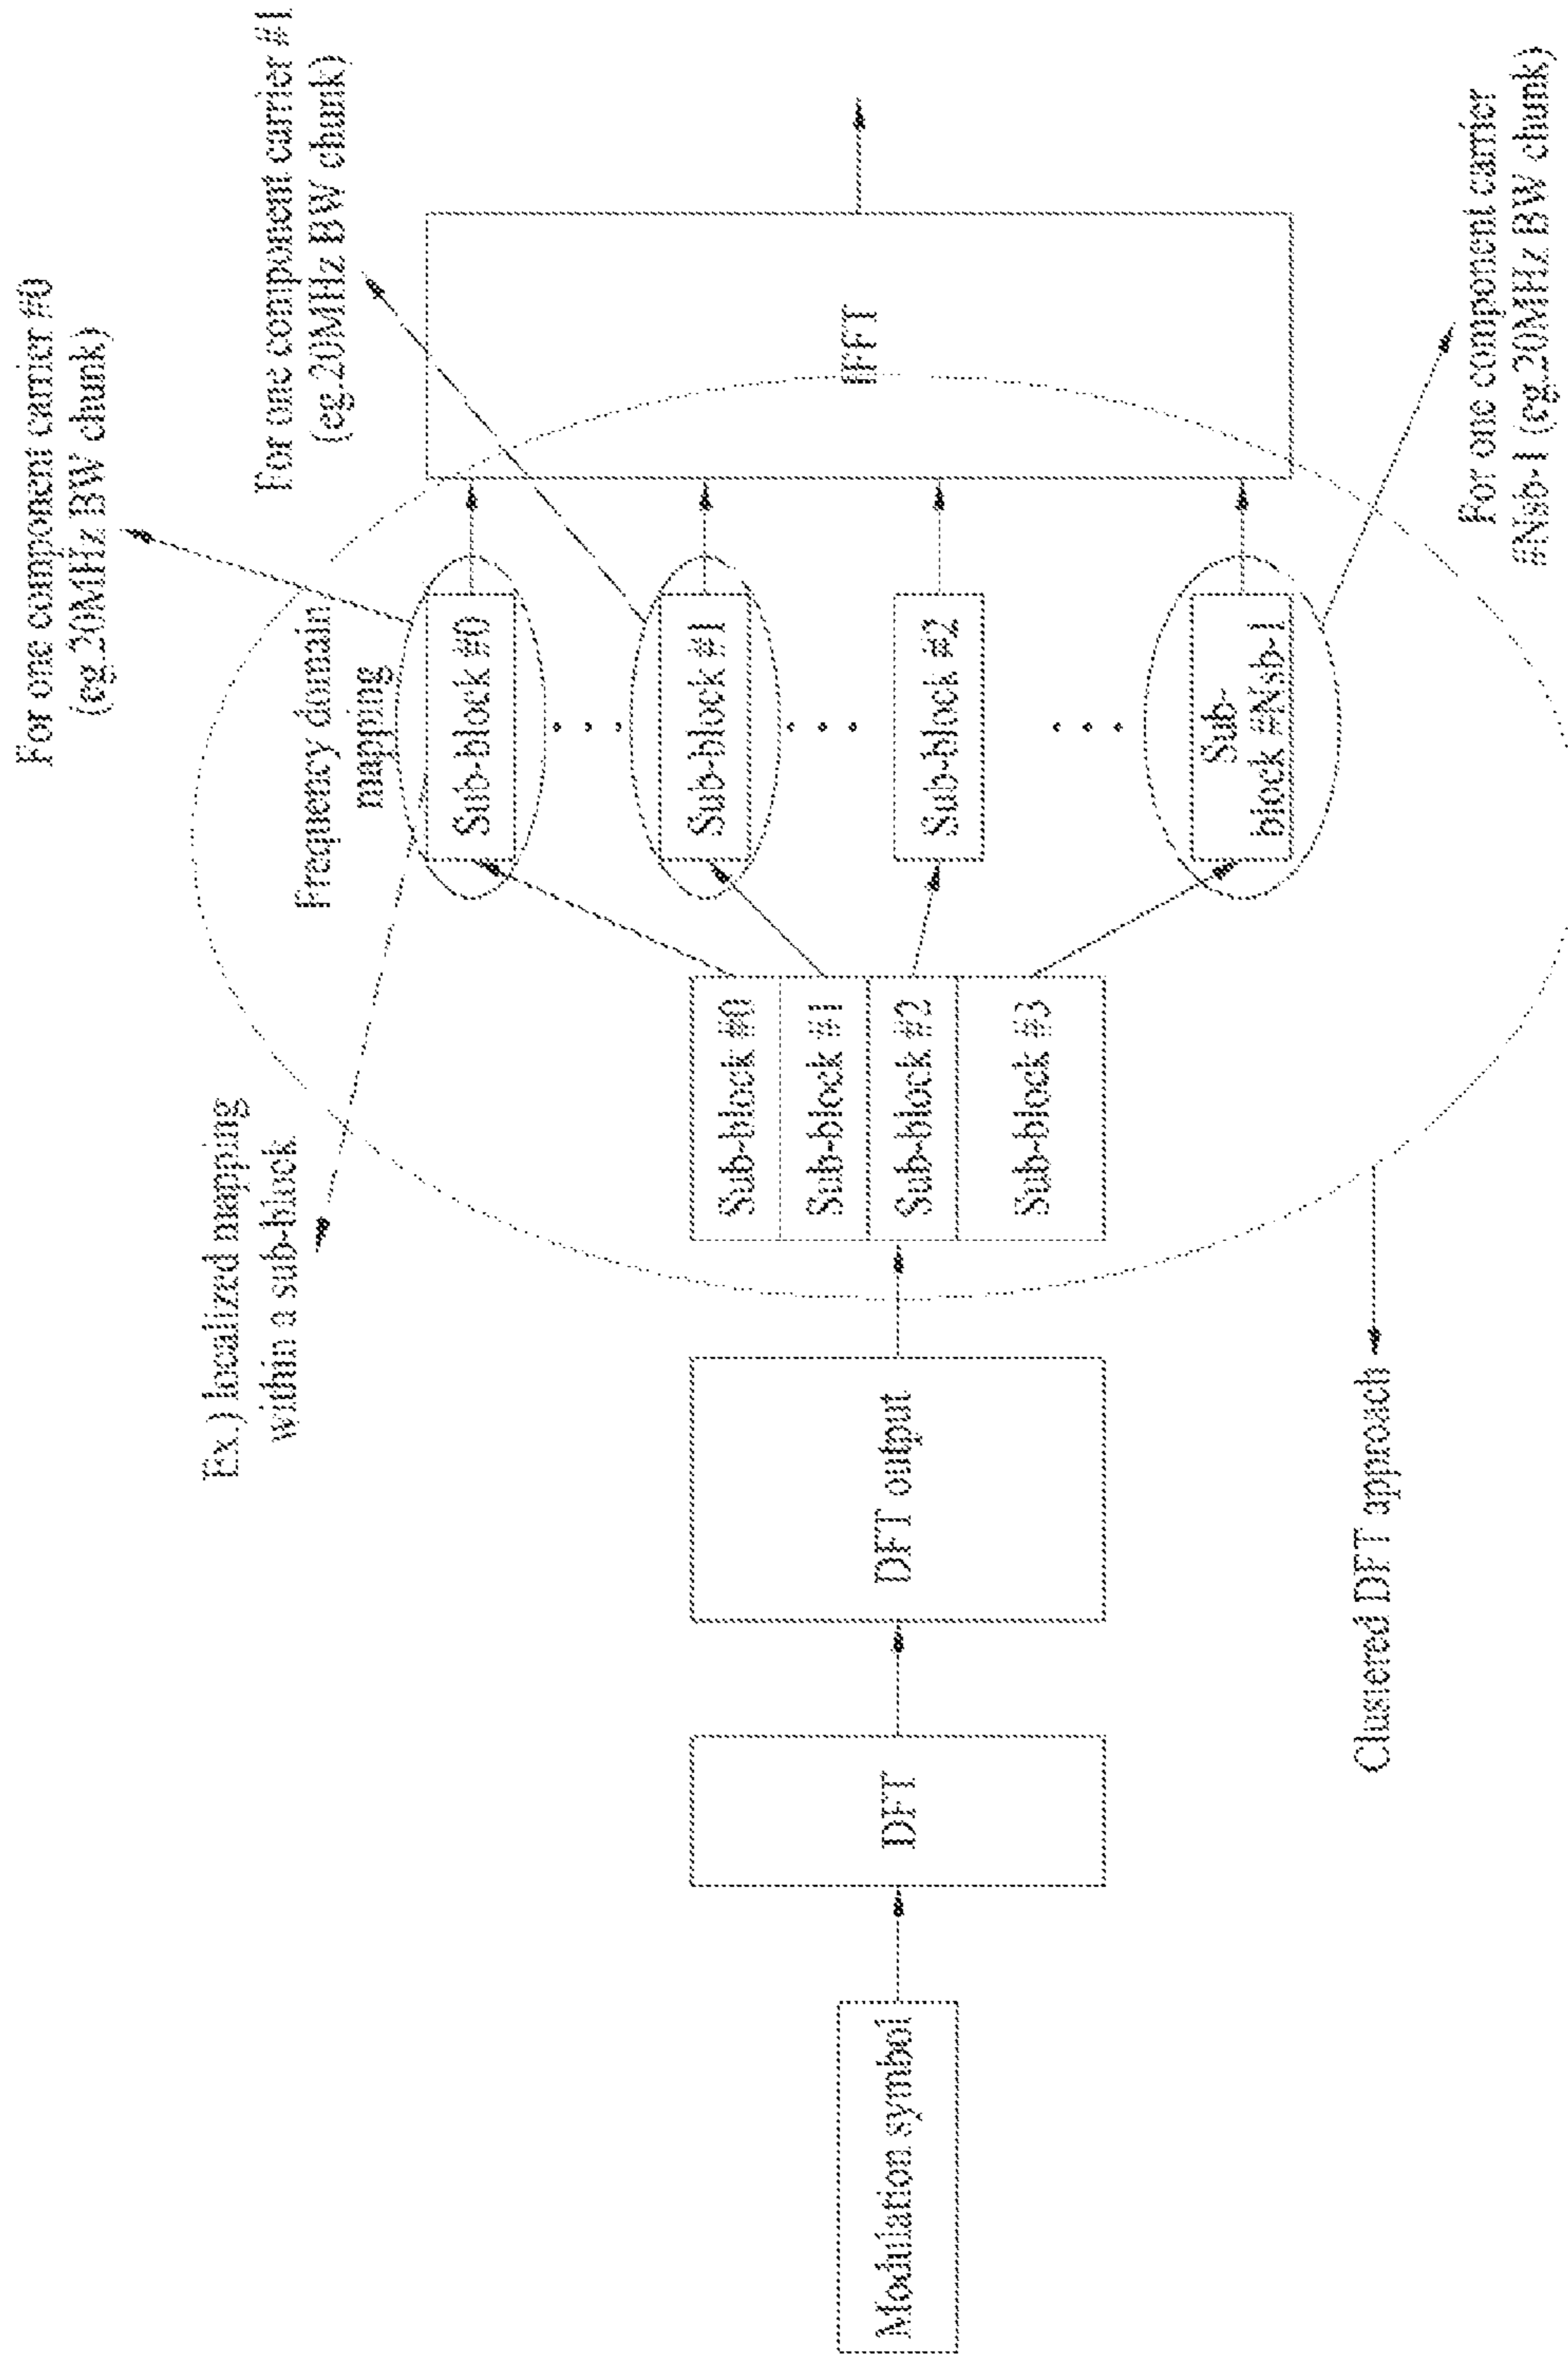 For one component carrier #0
(eg.20MHz BW chunk)
For one component carrier #1
(eg.20MHz BW chunk)
Ex.) localized mapping
within a sub-block
Frequency domain
mapping
Modulation symbol
DFT
DFT output
Sub-block #0
Sub-block #1
Sub-block #2
Sub-block #3
Sub-block #0
Sub-block #1
Sub-block #2
Sub-
block #Nsb-1
IFFT
Clustered DFT approach
For one component carrier
#Nsb-1 (eg.20MHz BW chunk)